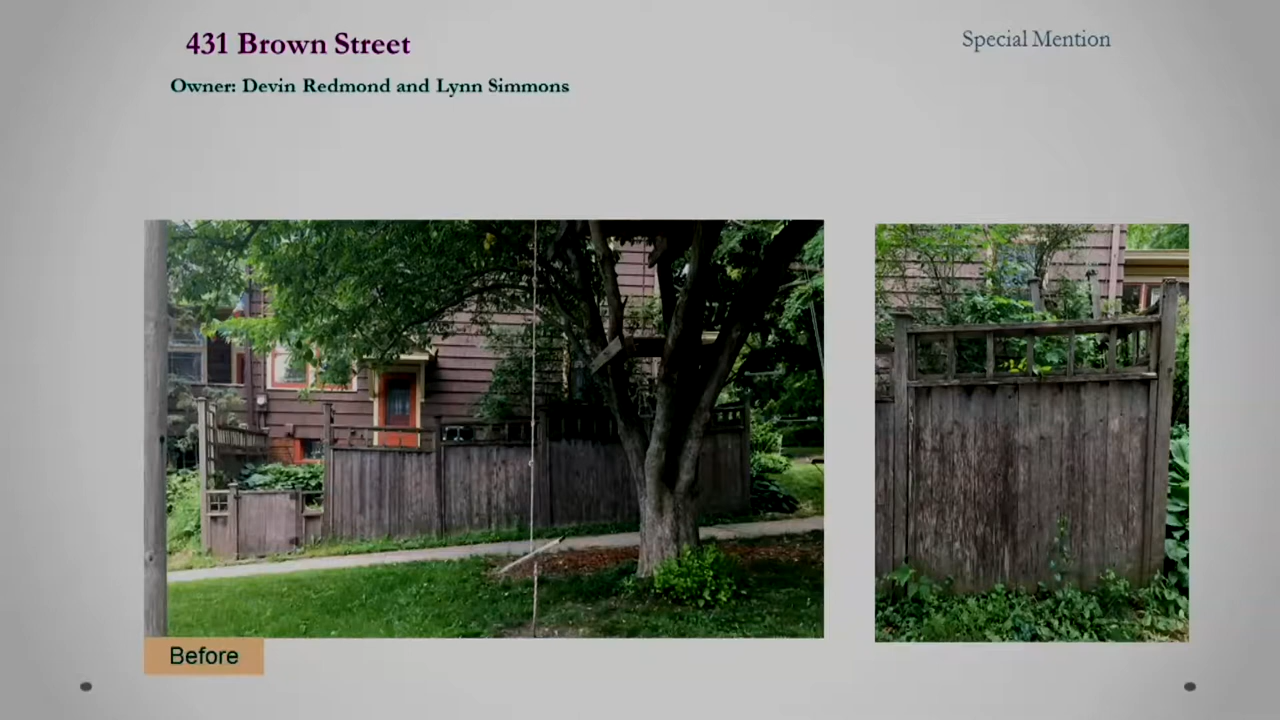 431 Brown Street
Special Mention
Owner: Devin Redmond and Lynn Simmons
Before